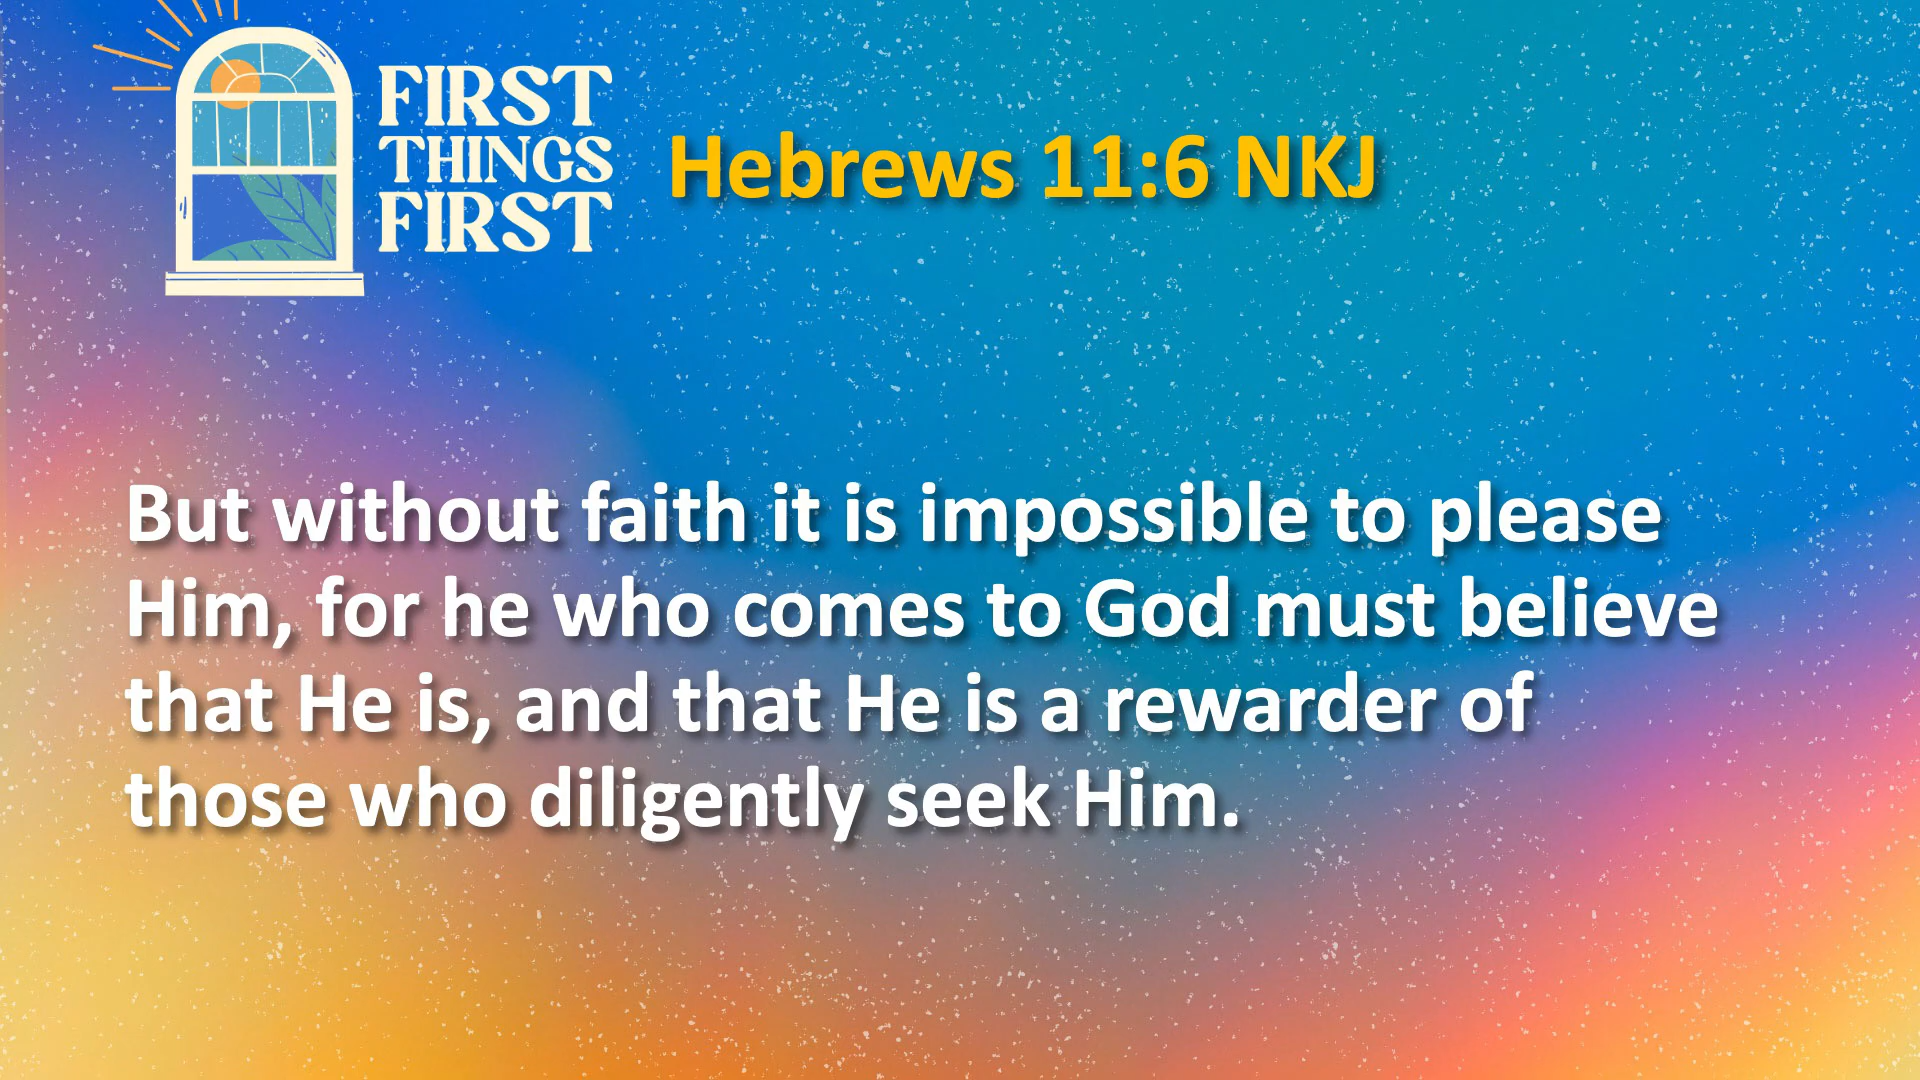 FIRST
THINGS
FIRST
Hebrews 11:6 NKJ
But without faith it is impossible to please
Him, for he who comes to God must believe
that He is, and that He is a rewarder of
those who diligently seek Him.